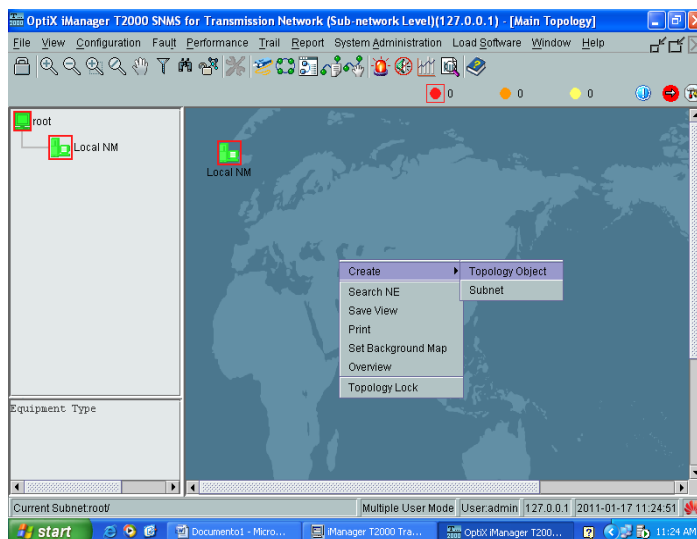 OptiX iManager T2000 SNMS for Transmission Network (Sub-network Level)(127.0.0.1) - [Main Topology]
File View Configuration Fault Performance Trail Report System Administration Load Software Window Help
0 0 0
root
Local NM
Local NM
Create Topology Object
Search NE Subnet
Save View
Print
Set Background Map
Overview
Topology Lock
Equipment Type
Current Subnet:root/ Multiple User Mode User:admin 127.0.0.1 2011-01-17 11:24:51
start Documento1 - Micro... iManager T2000 Tra... OptiX iManager T200... 11:24 AM